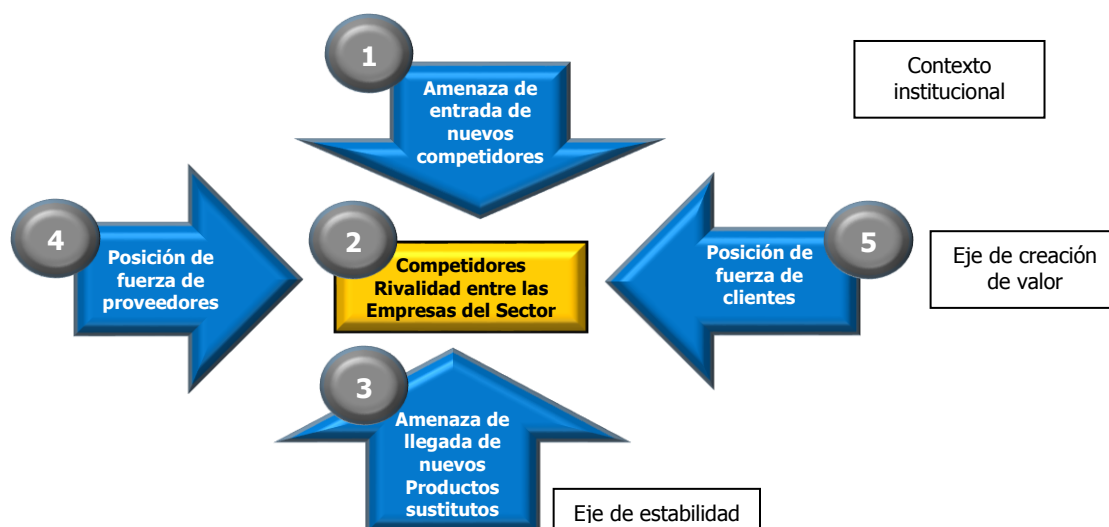 1
Amenaza de
entrada de
nuevos
competidores
Contexto
institucional
4
Posición de
fuerza de
proveedores
2
Competidores
Rivalidad entre las
Empresas del Sector
Posición de
fuerza de
clientes
5
Eje de creación
de valor
3
Amenaza de
llegada de
nuevos
Productos
sustitutos
Eje de estabilidad